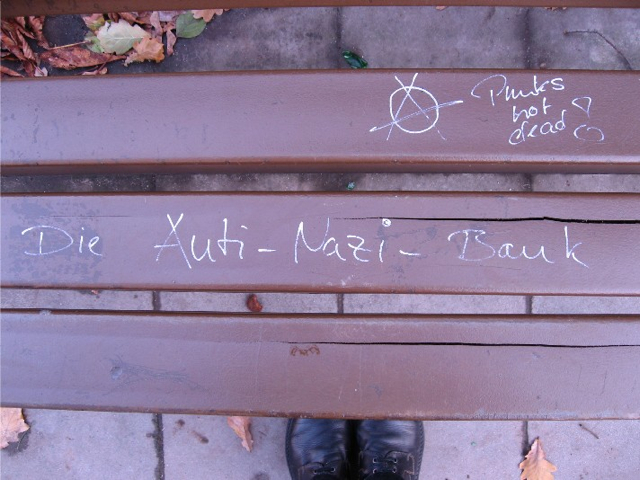 Punks
not
dead
Die Anti-Nazi-Bank